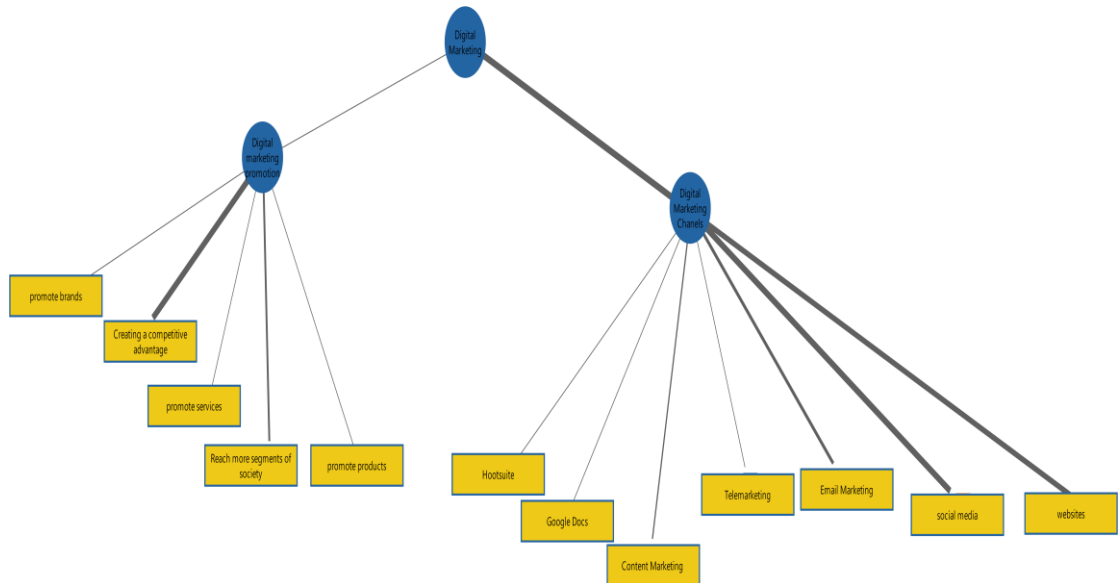 Digital
Marketing
Digital
marketing
promotion
Digital
Marketing
Chanels
promote brands
Creating a competitive
advantage
promote services
Reach more segments of
society
promote products
Hootsuite
Google Docs
Content Marketing
Telemarketing
Email Marketing
social media
websites